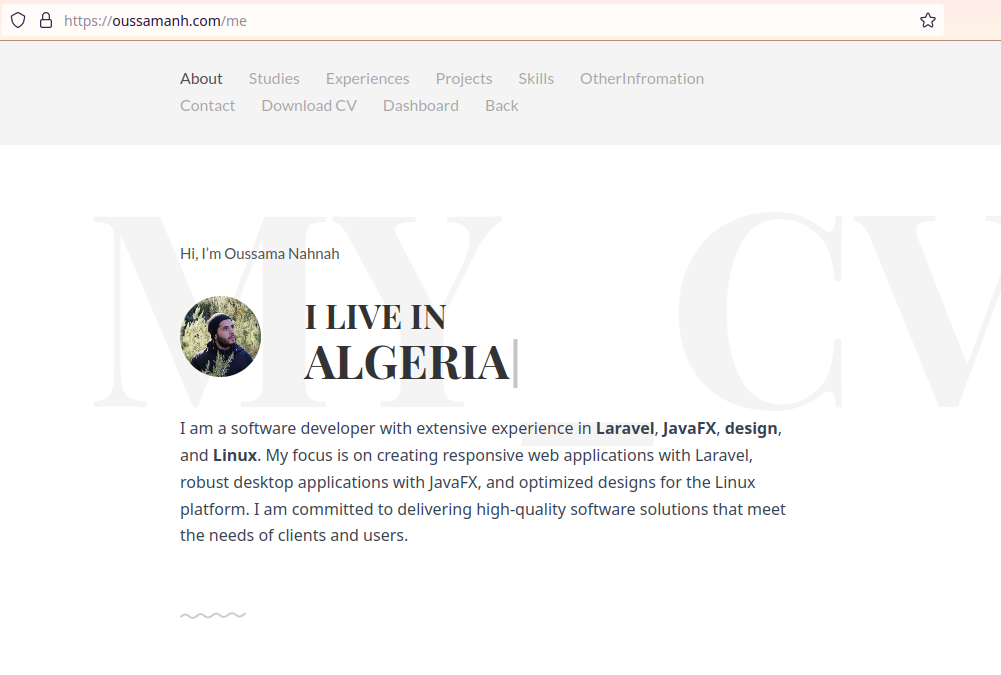 https://oussamanh.com/me
About Studies Experiences Projects Skills OtherInfromation
Contact Download CV Dashboard Back
MY_CV
Hi, I'm Oussama Nahnah
I LIVE IN
ALGERIA
I am a software developer with extensive experience in Laravel, JavaFX, design,
and Linux. My focus is on creating responsive web applications with Laravel,
robust desktop applications with JavaFX, and optimized designs for the Linux
platform. I am committed to delivering high-quality software solutions that meet
the needs of clients and users.